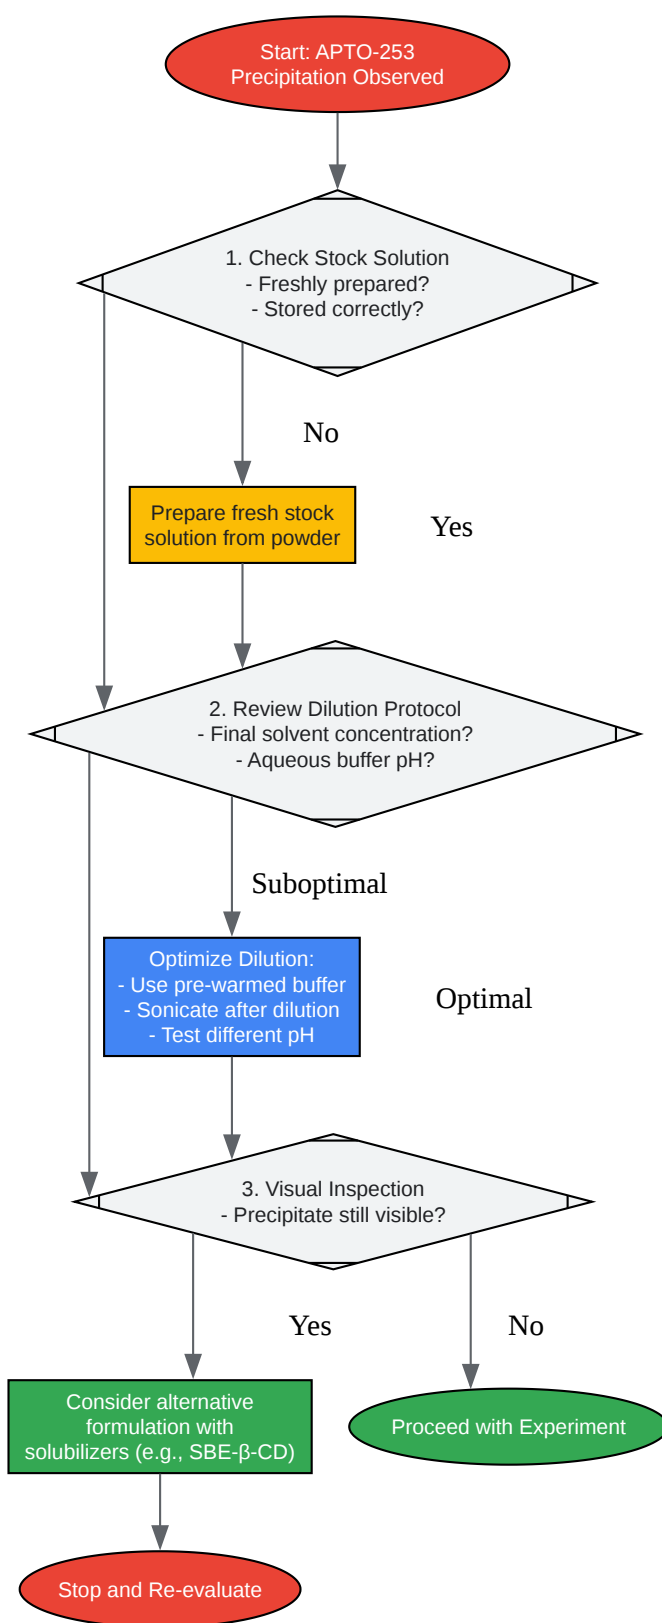 Start: APTO-253
Precipitation Observed
1. Check Stock Solution
- Freshly prepared?
- Stored correctly?
No
Prepare fresh stock
solution from powder
Yes
2. Review Dilution Protocol
- Final solvent concentration?
- Aqueous buffer pH?
Suboptimal
Optimize Dilution:
- Use pre-warmed buffer
- Sonicate after dilution
- Test different pH
Optimal
3. Visual Inspection
- Precipitate still visible?
Yes
No
Consider alternative
formulation with
solubilizers (e.g., SBE-β-CD)
Proceed with Experiment
Stop and Re-evaluate